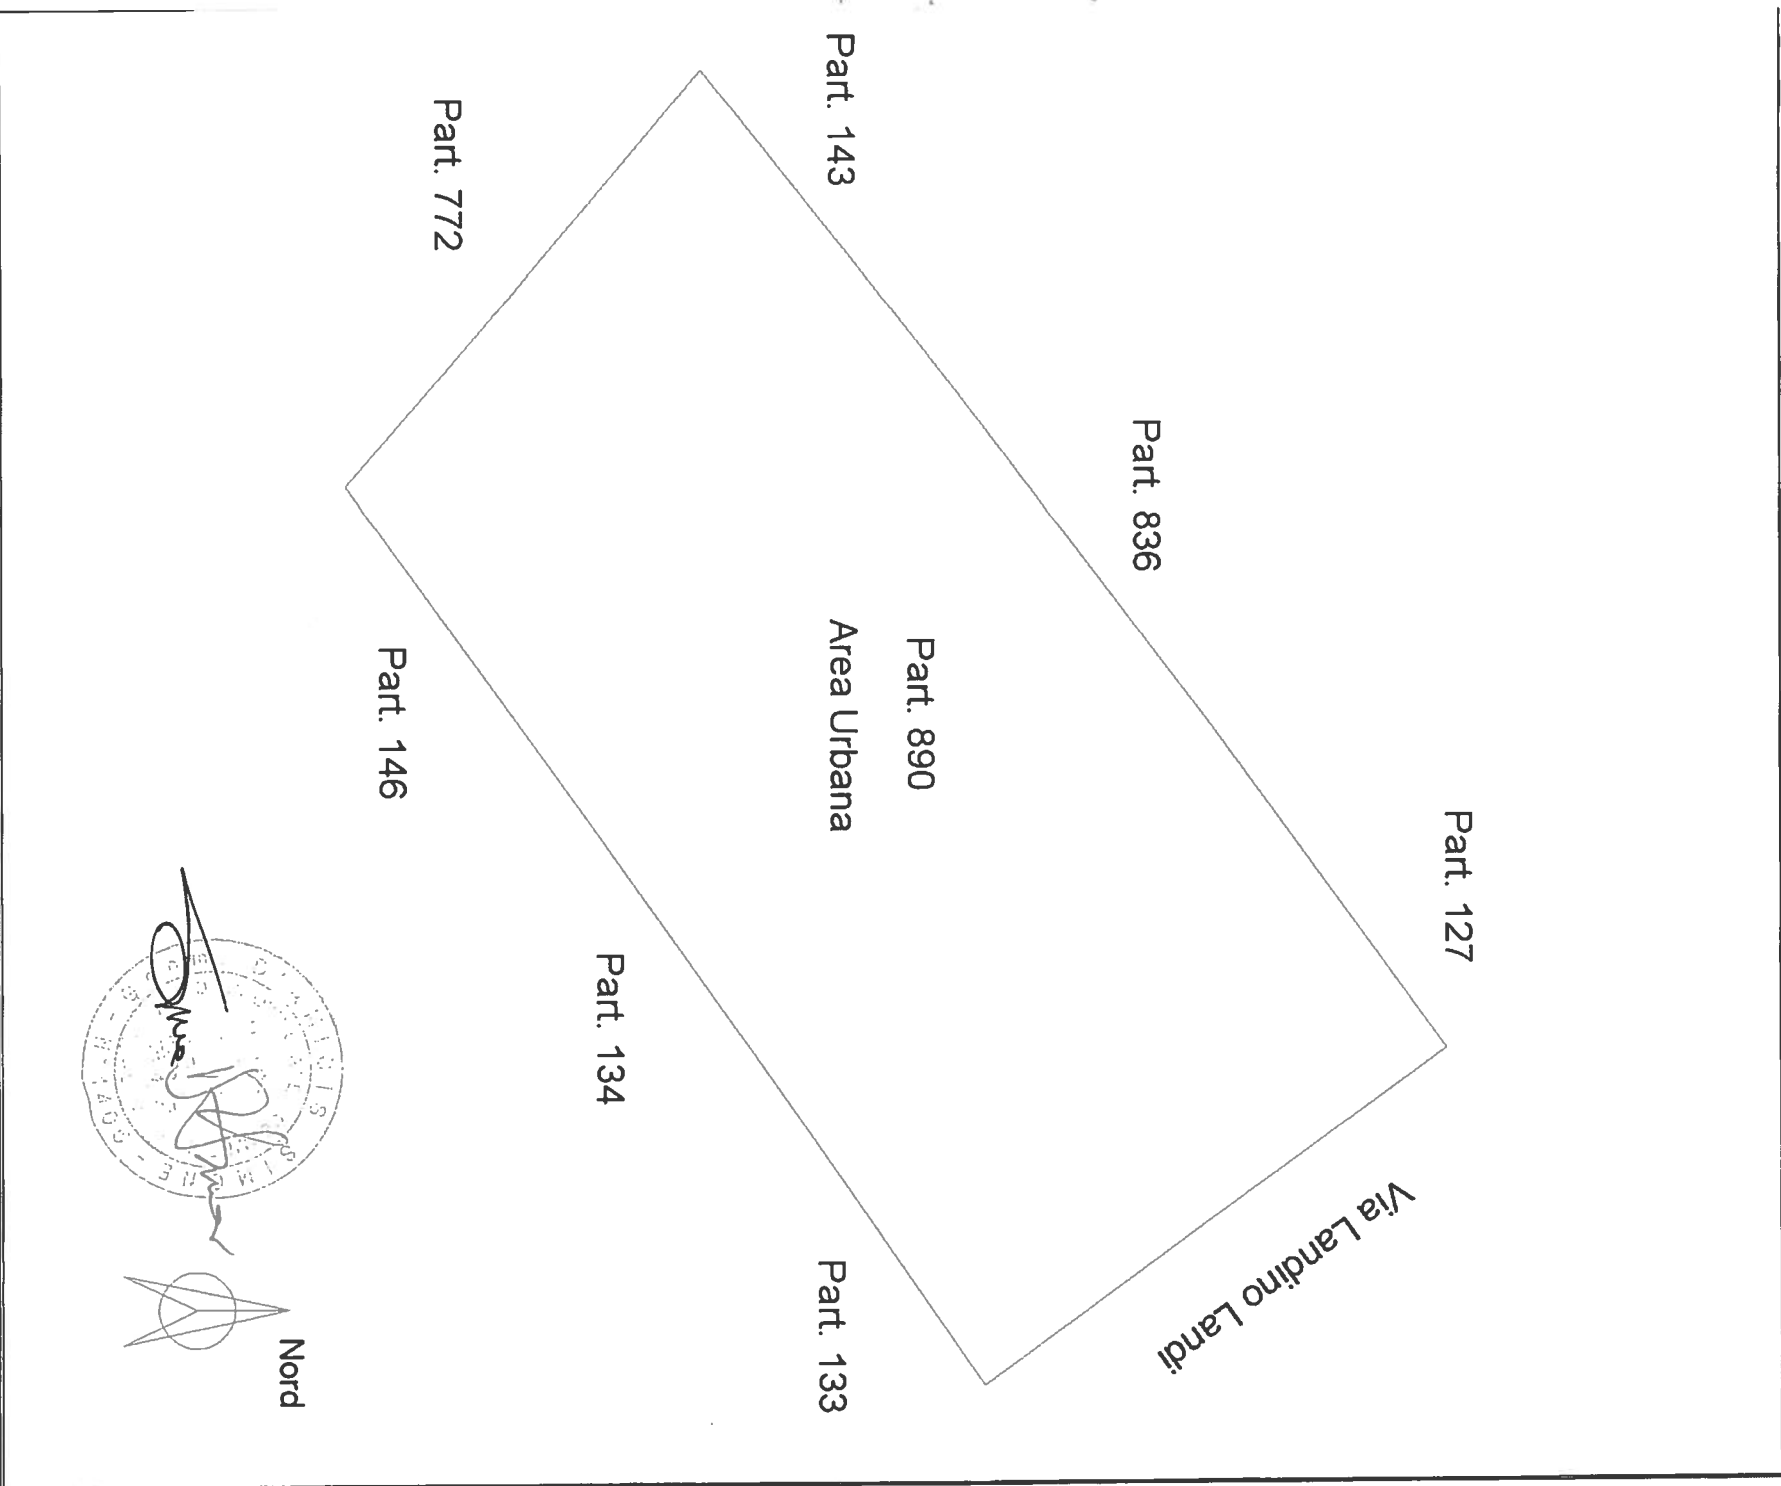 Part. 127
Part. 836
Part. 143
Via Landino Landi
Part. 890
Area Urbana
Part. 133
Part. 134
Part. 772
Part. 146
Nord
SIMONE